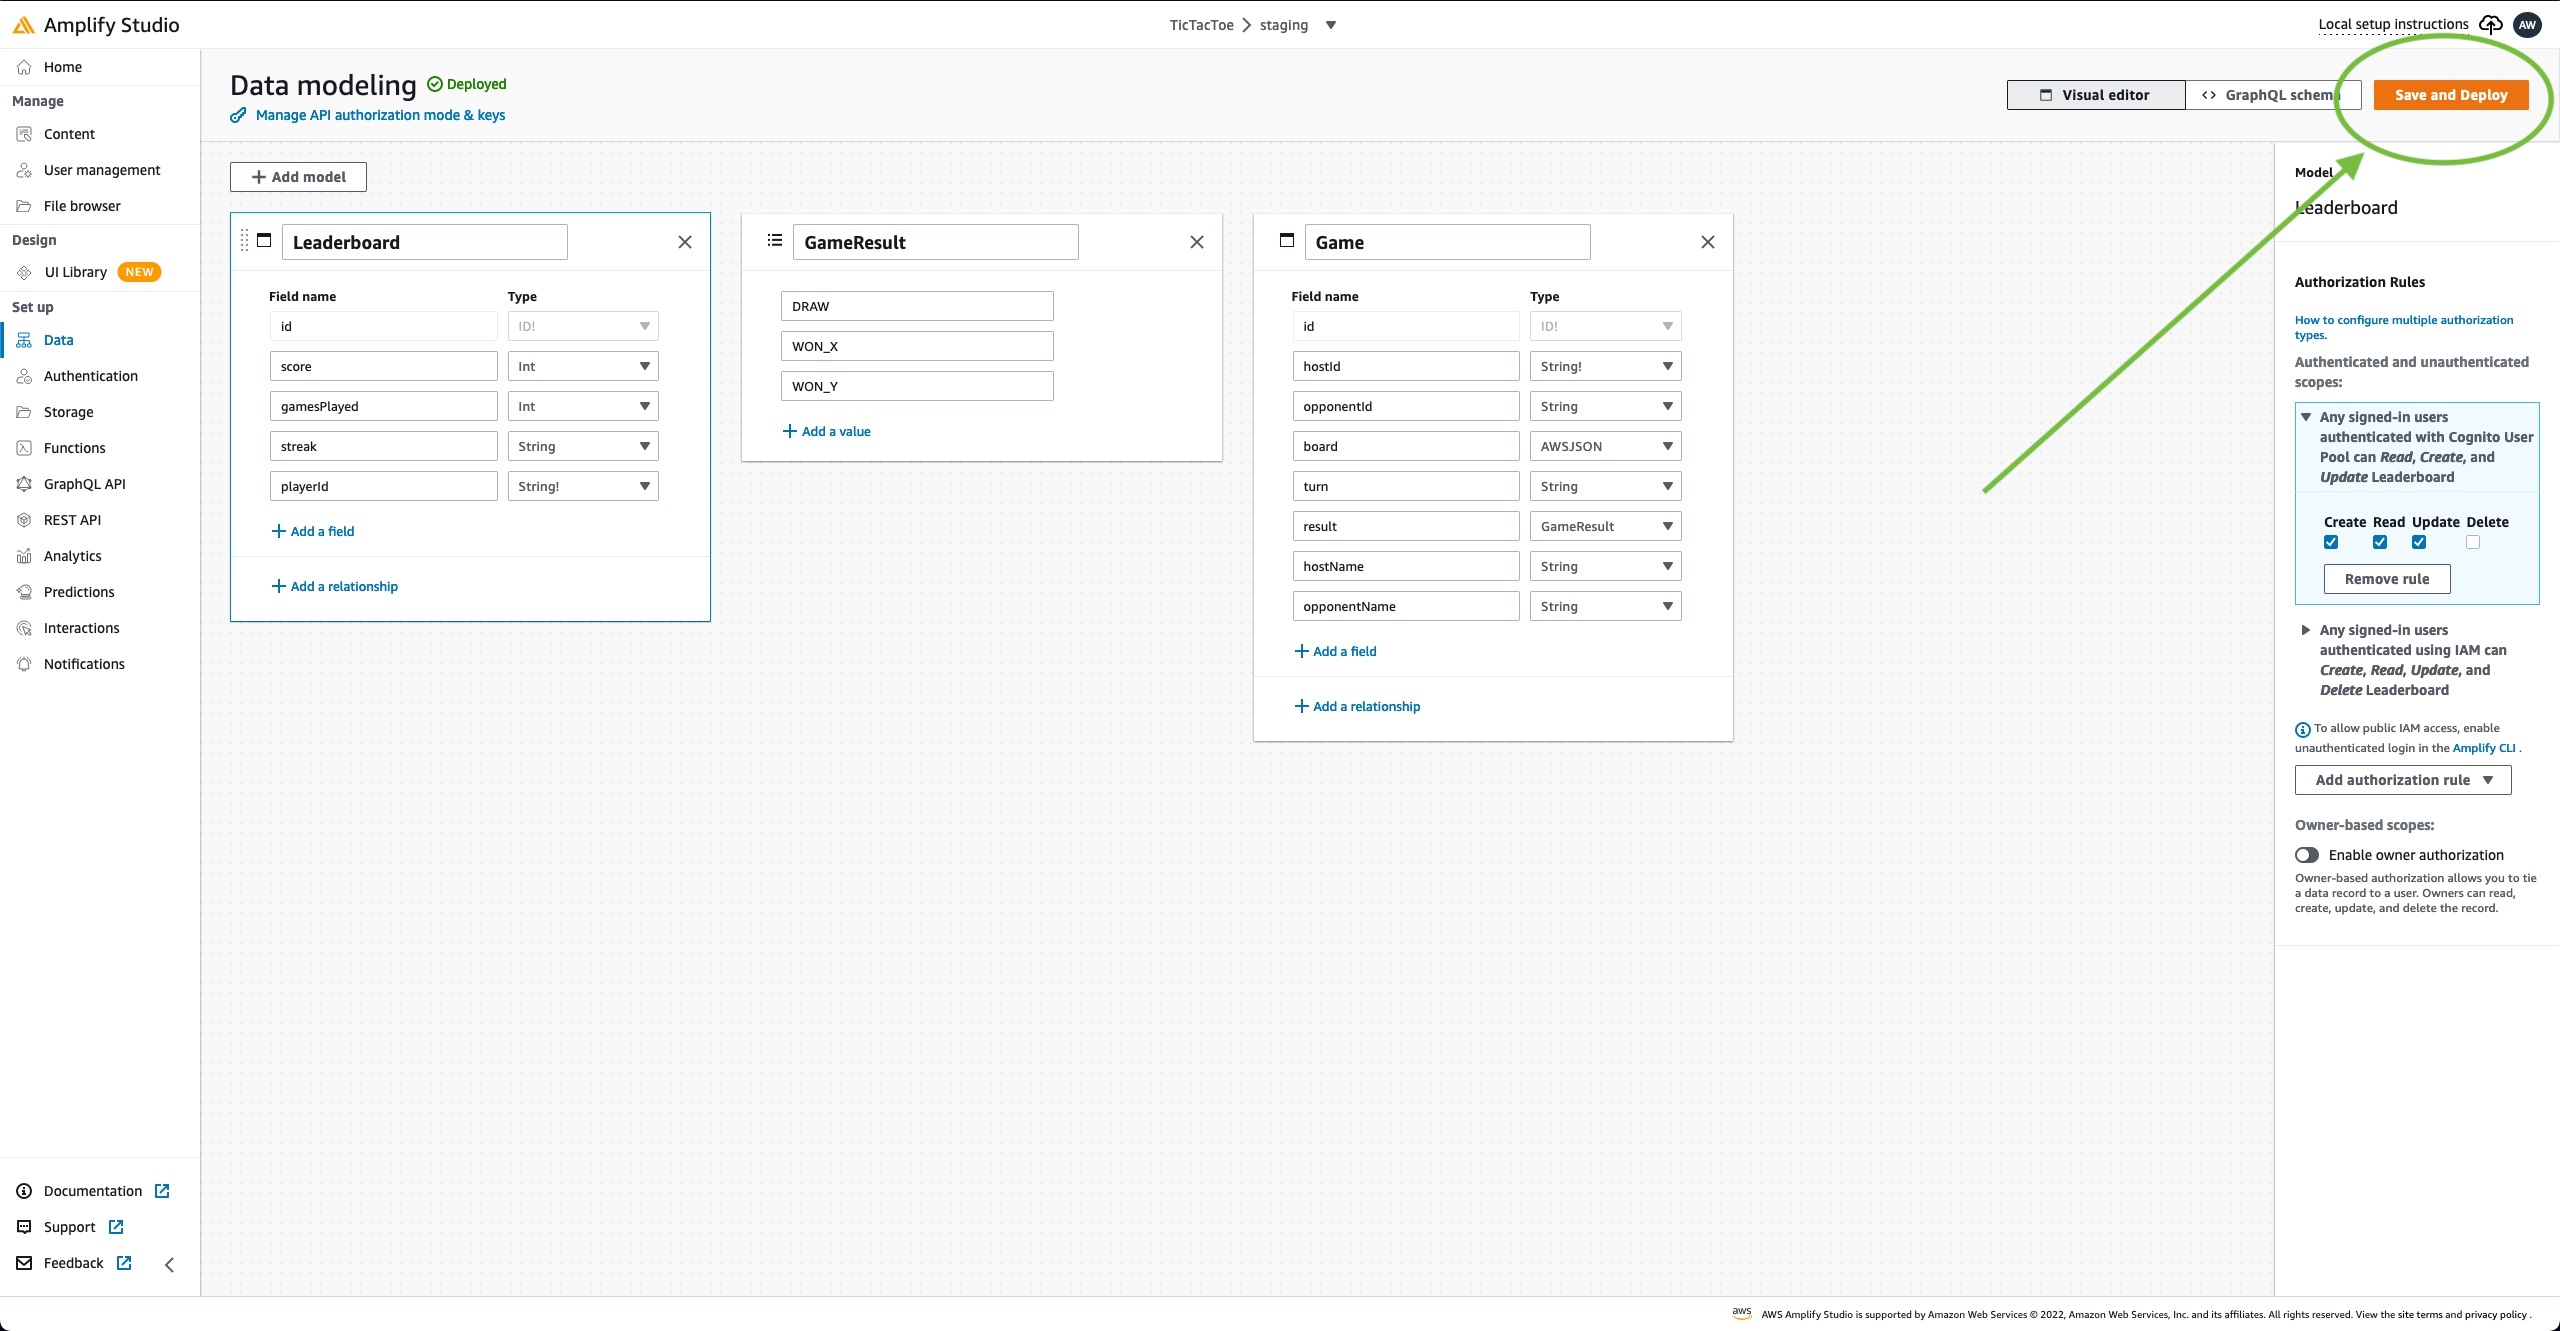 Amplify Studio
TicTacToe > staging
Local setup instructions
AW
Home
Manage
Content
User management
File browser
Design
UI Library NEW
Set up
Data
Authentication
Storage
Functions
GraphQL API
REST API
Analytics
Predictions
Interactions
Notifications
Documentation
Support
Feedback
Data modeling Deployed
Manage API authorization mode & keys
Visual editor
<> GraphQL schema
Save and Deploy
+ Add model
Leaderboard
Field name Type
id ID!
score Int
gamesPlayed Int
streak String
playerId String!
+ Add a field
+ Add a relationship
GameResult
DRAW
WON_X
WON_Y
+ Add a value
Game
Field name Type
id ID!
hostId String!
opponentId String
board AWSJSON
turn String
result GameResult
hostName String
opponentName String
+ Add a field
+ Add a relationship
Model
Leaderboard
Authorization Rules
How to configure multiple authorization
types.
Authenticated and unauthenticated
scopes:
Any signed-in users
authenticated with Cognito User
Pool can Read, Create, and
Update Leaderboard
Create Read Update Delete
Remove rule
Any signed-in users
authenticated using IAM can
Create, Read, Update, and
Delete Leaderboard
To allow public IAM access, enable
unauthenticated login in the Amplify CLI .
Add authorization rule
Owner-based scopes:
Enable owner authorization
Owner-based authorization allows you to tie
a data record to a user. Owners can read,
create, update, and delete the record.
aws AWS Amplify Studio is supported by Amazon Web Services © 2022, Amazon Web Services, Inc. and its affiliates. All rights reserved. View the site terms and privacy policy .